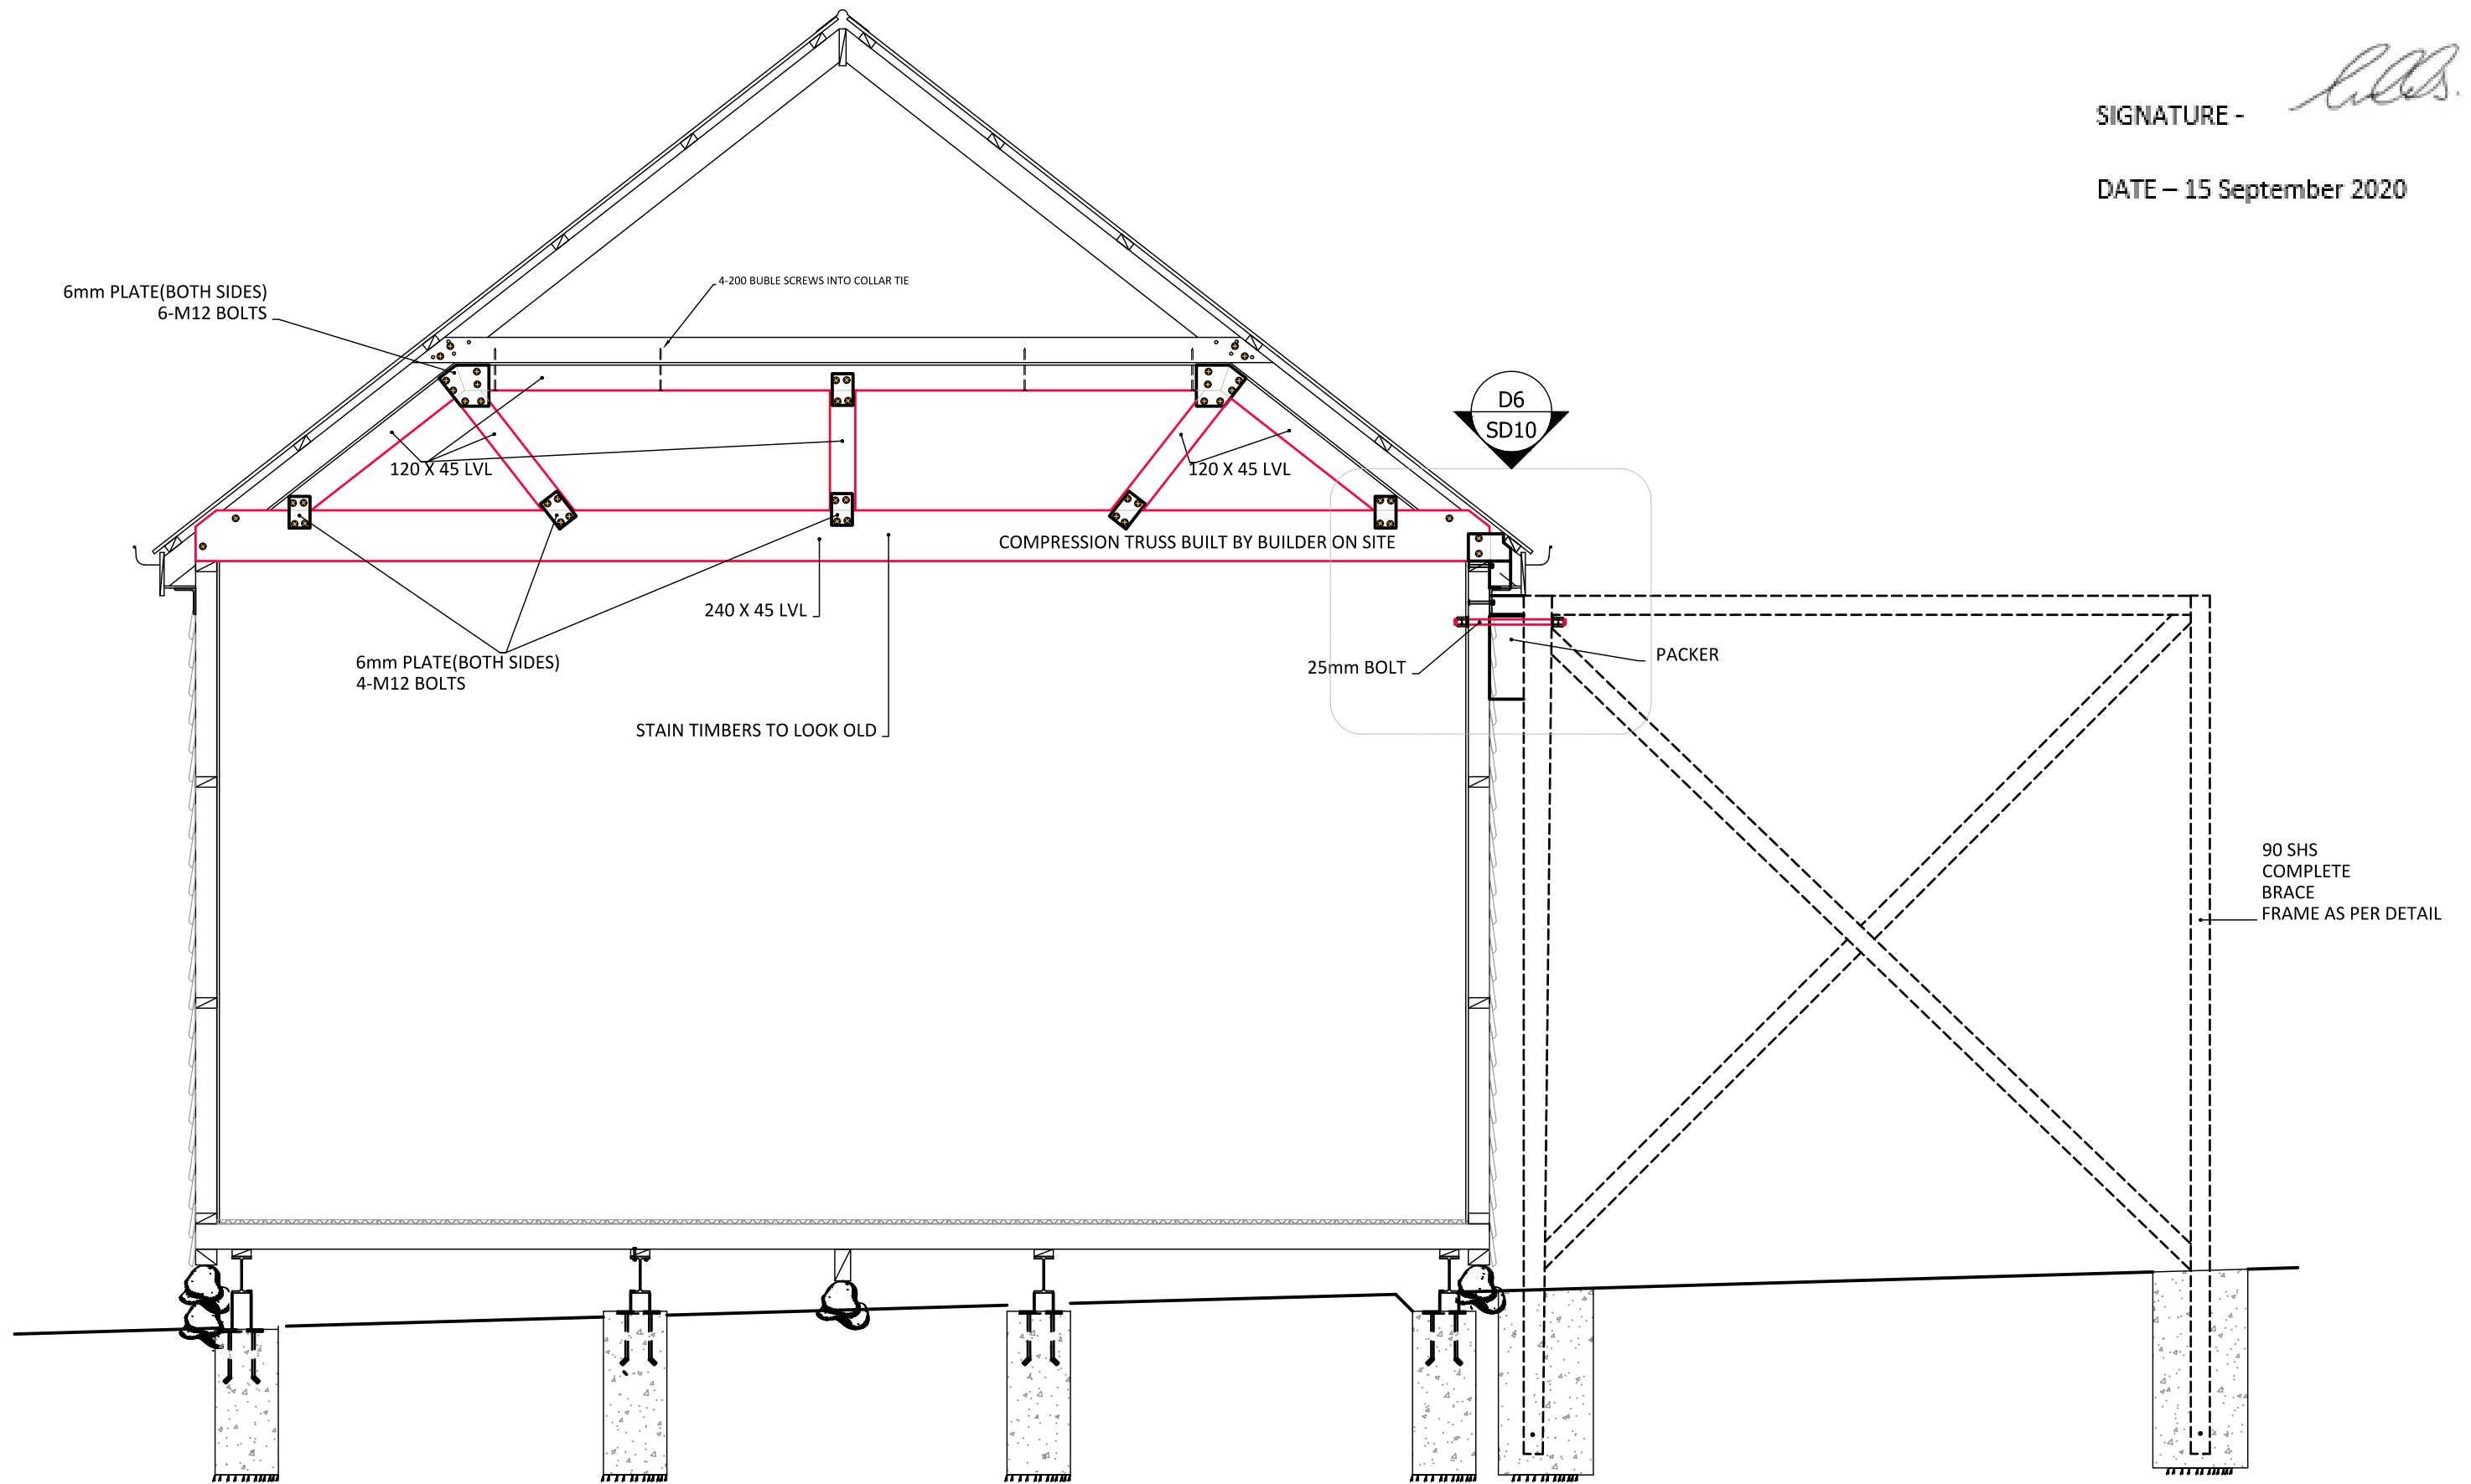 SIGNATURE -
DATE – 15 September 2020
4-200 BUBLE SCREWS INTO COLLAR TIE
6mm PLATE(BOTH SIDES)
6-M12 BOLTS
D6
SD10
120 X 45 LVL
120 X 45 LVL
COMPRESSION TRUSS BUILT BY BUILDER ON SITE
240 X 45 LVL
6mm PLATE(BOTH SIDES)
4-M12 BOLTS
25mm BOLT
PACKER
STAIN TIMBERS TO LOOK OLD
90 SHS
COMPLETE
BRACE
FRAME AS PER DETAIL